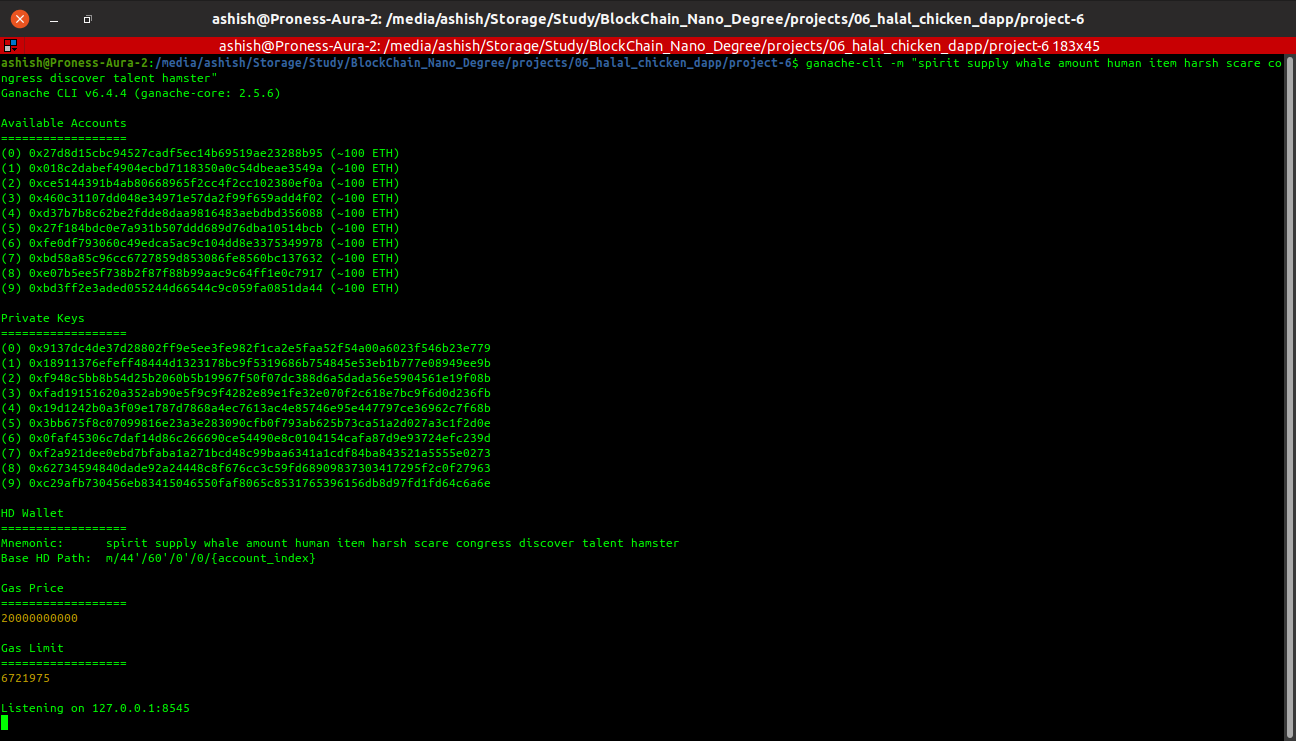 ashish@Proness-Aura-2: /media/ashish/Storage/Study/BlockChain_Nano_Degree/projects/06_halal_chicken_dapp/project-6
ashish@Proness-Aura-2: /media/ashish/Storage/Study/BlockChain_Nano_Degree/projects/06_halal_chicken_dapp/project-6 183x45
ashish@Proness-Aura-2:/media/ashish/Storage/Study/BlockChain_Nano_Degree/projects/06_halal_chicken_dapp/project-6$ ganache-cli -m "spirit supply whale amount human item harsh scare co
ngress discover talent hamster"
Ganache CLI v6.4.4 (ganache-core: 2.5.6)
Available Accounts
==================
(0) 0x27d8d15cbc94527cadf5ec14b69519ae23288b95 (~100 ETH)
(1) 0x018c2dabef4904ecbd7118350a0c54dbeae3549a (~100 ETH)
(2) 0xce5144391b4ab80668965f2cc4f2cc102380ef0a (~100 ETH)
(3) 0x460c31107dd048e34971e57da2f99f659add4f02 (~100 ETH)
(4) 0xd37b7b8c62be2fdde8daa9816483aebdbd356088 (~100 ETH)
(5) 0x27f184bdc0e7a931b507ddd689d76dba10514bcb (~100 ETH)
(6) 0xfe0df793060c49edca5ac9c104dd8e3375349978 (~100 ETH)
(7) 0xbd58a85c96cc6727859d853086fe8560bc137632 (~100 ETH)
(8) 0xe07b5ee5f738b2f87f88b99aac9c64ff1e0c7917 (~100 ETH)
(9) 0xbd3ff2e3aded055244d66544c9c059fa0851da44 (~100 ETH)
Private Keys
==================
(0) 0x9137dc4de37d28802ff9e5ee3fe982f1ca2e5faa52f54a00a6023f546b23e779
(1) 0x18911376efeff48444d1323178bc9f5319686b754845e53eb1b777e08949ee9b
(2) 0xf948c5bb8b54d25b2060b5b19967f50f07dc388d6a5dada56e5904561e19f08b
(3) 0xfad19151620a352ab90e5f9c9f4282e89e1fe32e070f2c618e7bc9f6d0d236fb
(4) 0x19d1242b0a3f09e1787d7868a4ec7613ac4e85746e95e447797ce36962c7f68b
(5) 0x3bb675f8c07099816e23a3e283090cfb0f793ab625b73ca51a2d027a3c1f2d0e
(6) 0x0faf45306c7daf14d86c266690ce54490e8c0104154cafa87d9e93724efc239d
(7) 0xf2a921dee0ebd7bfaba1a271bcd48c99baa6341a1cdf84ba843521a5555e0273
(8) 0x62734594840dade92a24448c8f676cc3c59fd68909837303417295f2c0f27963
(9) 0xc29afb730456eb83415046550faf8065c8531765396156db8d97fd1fd64c6a6e
HD Wallet
==================
Mnemonic:      spirit supply whale amount human item harsh scare congress discover talent hamster
Base HD Path:  m/44'/60'/0'/0/{account_index}
Gas Price
==================
20000000000
Gas Limit
==================
6721975
Listening on 127.0.0.1:8545